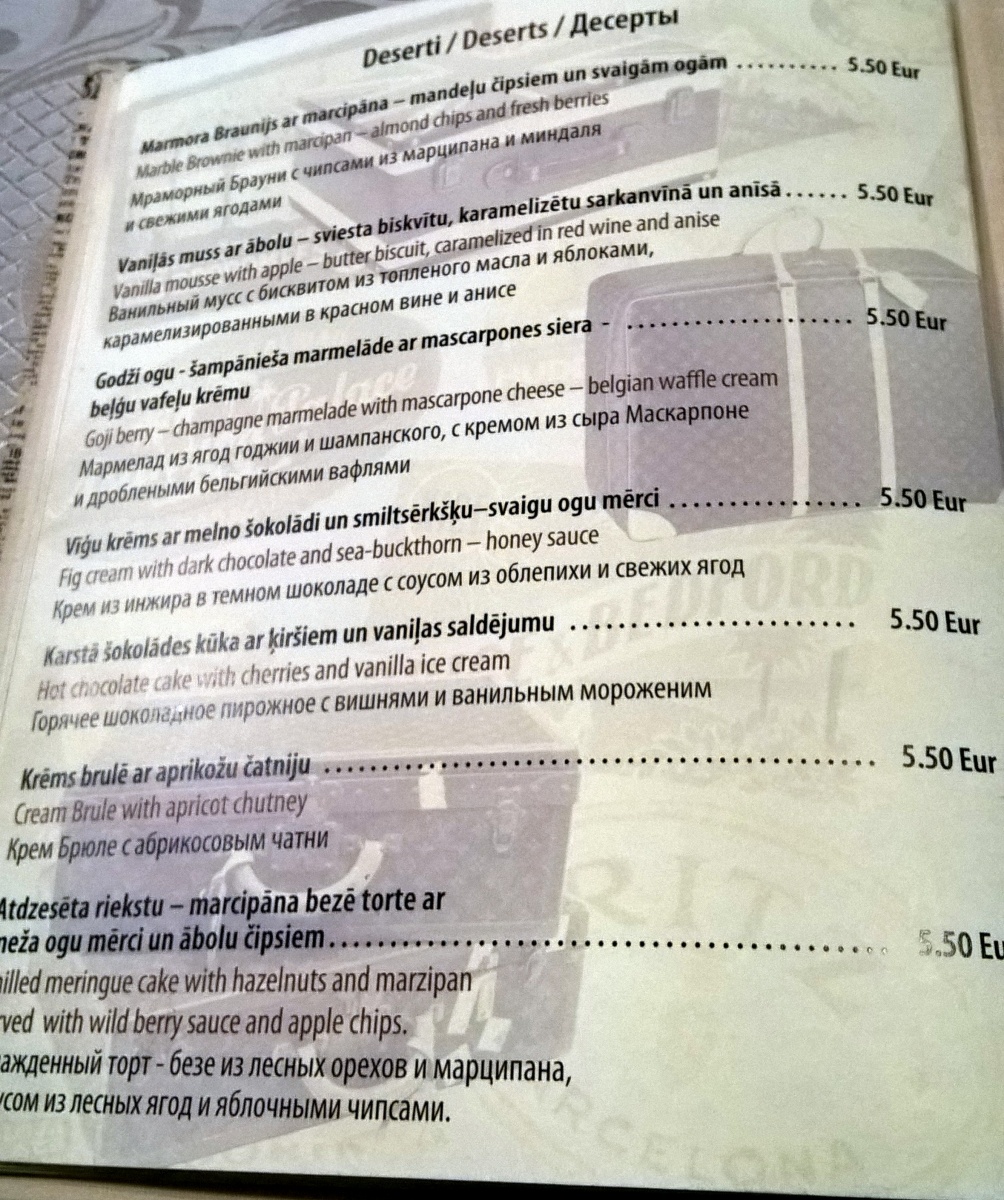 Deserti / Deserts / Десерты
Marmora Braunijs ar marcipāna – mandeļu čipsiem un svaigām ogām .......... 5.50 Eur
Marble Brownie with marcipan – almond chips and fresh berries
Мраморный Брауни с чипсами из марципана и миндаля
и свежими ягодами
Vaniļās muss ar ābolu – sviesta biskvītu, karamelizētu sarkanvīnā un anīsā ...... 5.50 Eur
Vanilla mousse with apple – butter biscuit, caramelized in red wine and anise
Ванильный мусс с бисквитом из топленого масла и яблоками,
карамелизированными в красном вине и анисе
Godži ogu - šampānieša marmelāde ar mascarpones siera - .................... 5.50 Eur
beļģu vafeļu krēmu
Goji berry – champagne marmelade with mascarpone cheese – belgian waffle cream
Мармелад из ягод годжии и шампанского, с кремом из сыра Маскарпоне
и дроблеными бельгийскими вафлями
Vīģu krēms ar melno šokolādi un smiltsērkšķu–svaigu ogu mērci ................ 5.50 Eur
Fig cream with dark chocolate and sea-buckthorn – honey sauce
Крем из инжира в темном шоколаде с соусом из облепихи и свежих ягод
BEDFORD
Karstā šokolādes kūka ar ķiršiem un vaniļas saldējumu ........................ 5.50 Eur
Hot chocolate cake with cherries and vanilla ice cream
Горячее шоколадное пирожное с вишнями и ванильным мороженим
Krēms brulē ar aprikožu čatniju .................................................. 5.50 Eur
Cream Brule with apricot chutney
Крем Брюле с абрикосовым чатни
Atdzesēta riekstu – marcipāna bezē torte ar
meža ogu mērci un ābolu čipsiem .................................................. 5.50 Eu
illed meringue cake with hazelnuts and marzipan
ved with wild berry sauce and apple chips.
ажденный торт - безе из лесных орехов и марципана,
усом из лесных ягод и яблочными чипсами.
BARCELONA